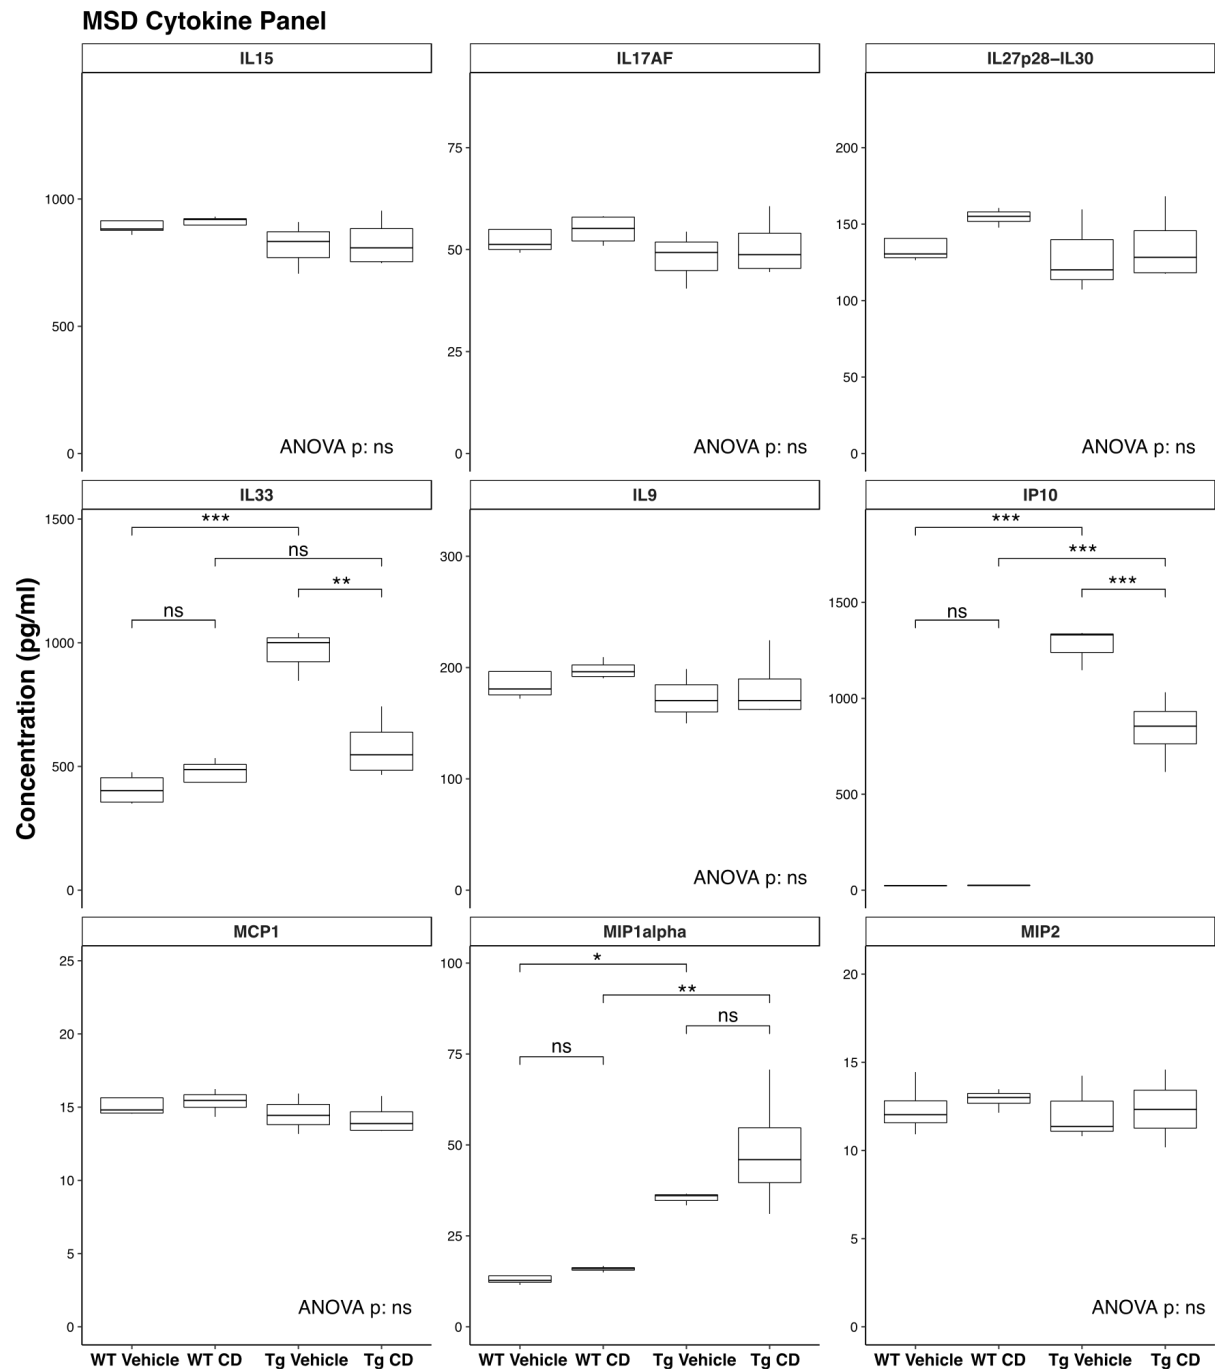 MSD Cytokine Panel
IL15
IL17AF
IL27p28–IL30
1000
500
0
ANOVA p: ns
75
50
25
0
ANOVA p: ns
200
150
100
50
0
ANOVA p: ns
Concentration (pg/ml)
IL33
IL9
IP10
1500
1000
500
0
***
ns
**
ns
300
200
100
0
ANOVA p: ns
1500
1000
500
0
***
***
***
ns
MCP1
MIP1alpha
MIP2
25
20
15
10
5
0
ANOVA p: ns
100
75
50
25
0
*
**
ns
ns
20
15
10
5
0
ANOVA p: ns
WT Vehicle WT CD Tg Vehicle Tg CD
WT Vehicle WT CD Tg Vehicle Tg CD
WT Vehicle WT CD Tg Vehicle Tg CD